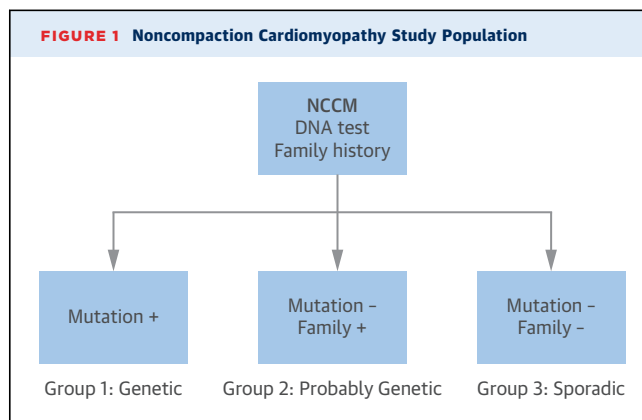 FIGURE 1 Noncompaction Cardiomyopathy Study Population
NCCM
DNA test
Family history
Mutation +
Mutation –
Family +
Mutation –
Family –
Group 1: Genetic
Group 2: Probably Genetic
Group 3: Sporadic